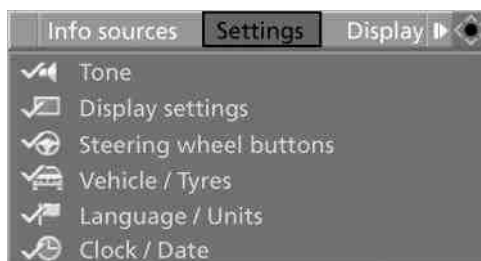 Info sources Settings Display
Tone
Display settings
Steering wheel buttons
Vehicle / Tyres
Language / Units
Clock / Date